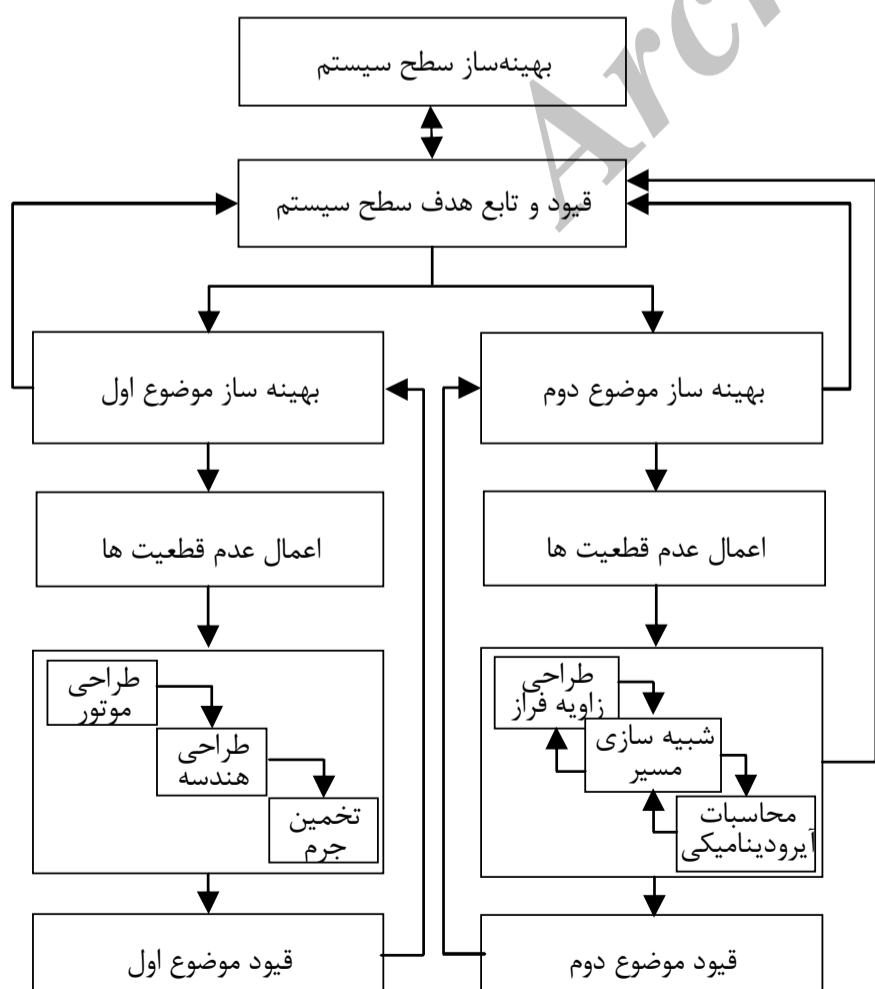 بهینه‌ساز سطح سیستم
قیود و تابع هدف سطح سیستم
بهینه ساز موضوع دوم
بهینه ساز موضوع اول
اعمال عدم قطعیت ها
اعمال عدم قطعیت ها
طراحی
زاویه فراز
شبیه سازی
مسیر
محاسبات
آیرودینامیکی
طراحی
موتور
طراحی
هندسه
تخمین
جرم
قیود موضوع دوم
قیود موضوع اول
Arc